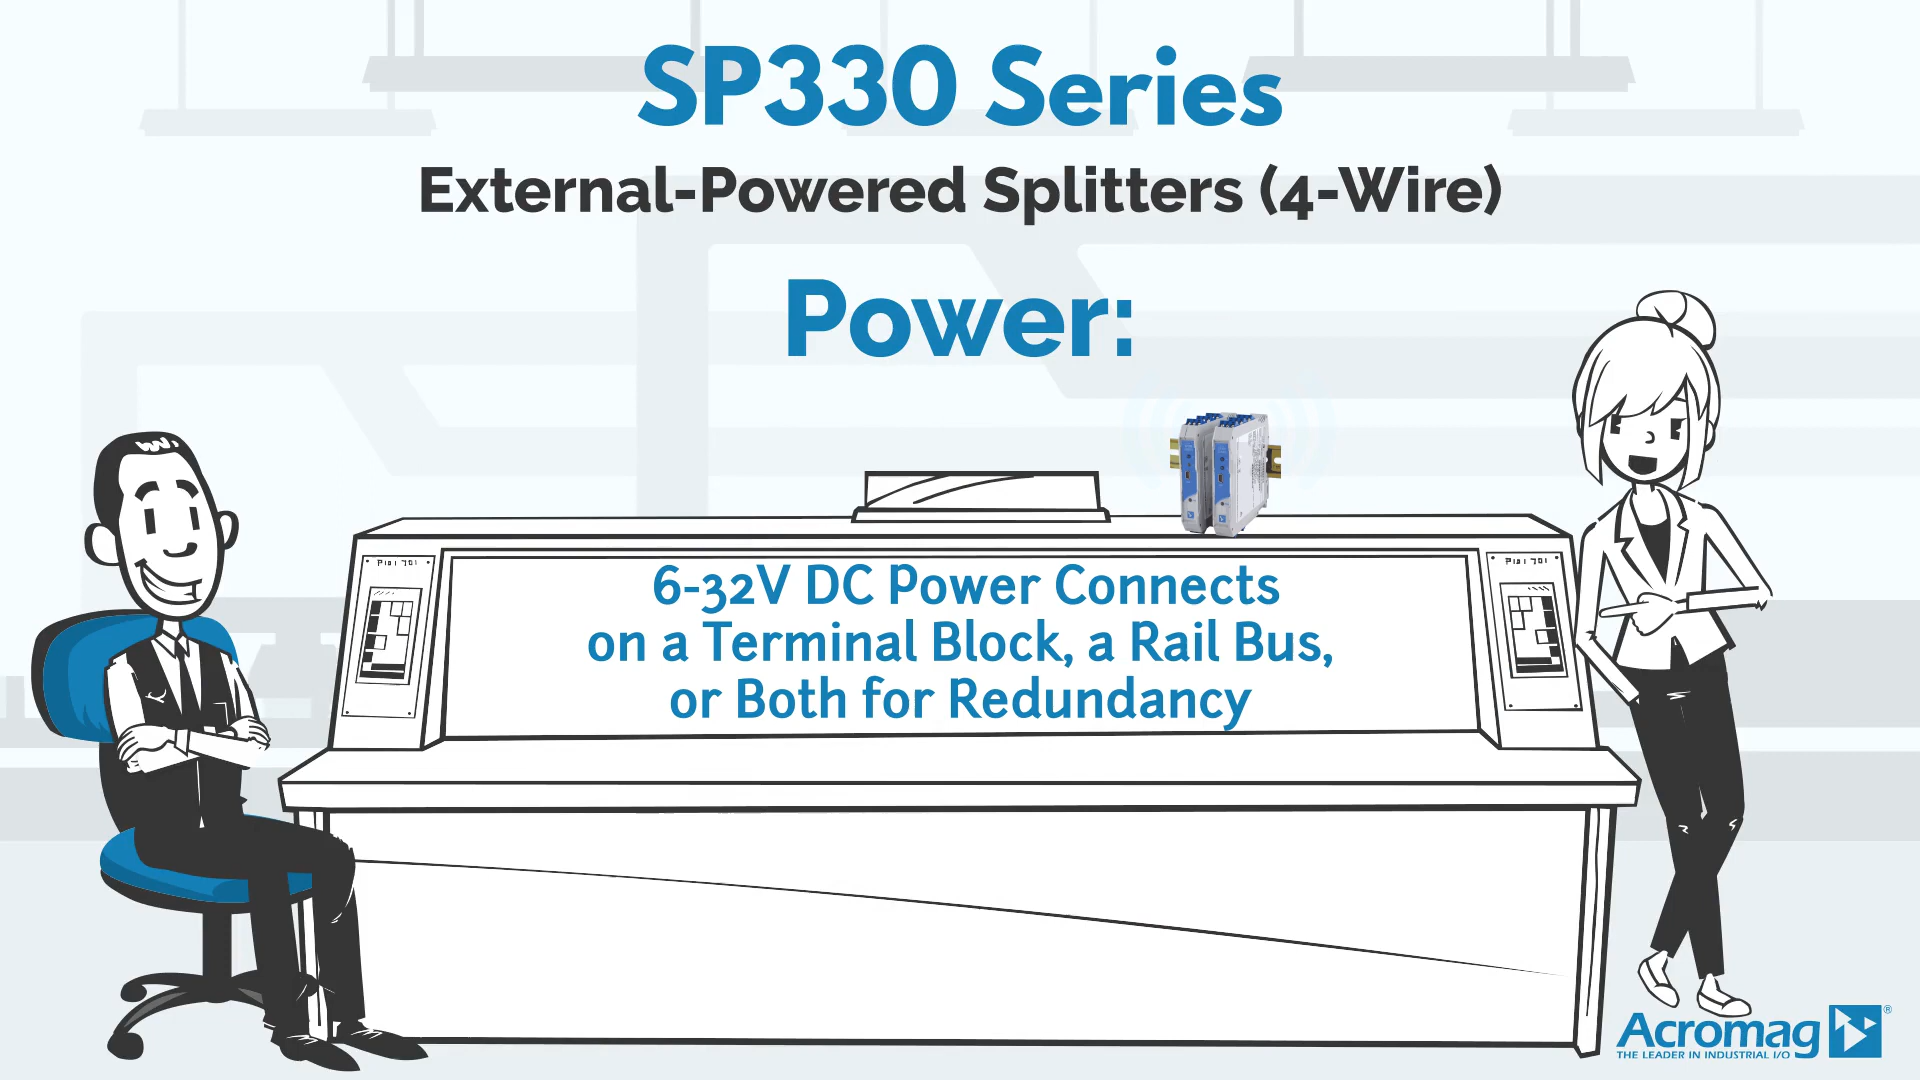 SP330 Series
External-Powered Splitters (4-Wire)
Power:
6-32V DC Power Connects
on a Terminal Block, a Rail Bus,
or Both for Redundancy
Acromag ®
THE LEADER IN INDUSTRIAL I/O